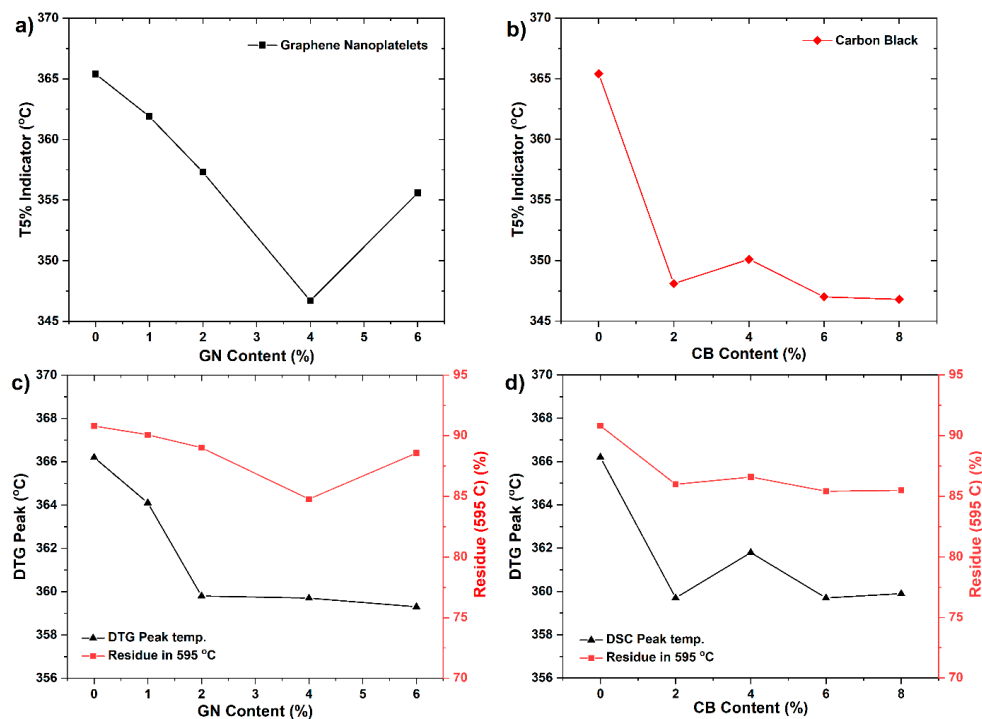 a)
Graphene Nanoplatelets
370
365
360
355
350
345
T5% Indicator (°C)
0 1 2 3 4 5 6
GN Content (%)
b)
Carbon Black
370
365
360
355
350
345
T5% Indicator (°C)
0 2 4 6 8
CB Content (%)
c)
370
368
366
364
362
360
358
356
DTG Peak (°C)
95
90
85
80
75
70
Residue (595 C) (%)
DTG Peak temp.
Residue in 595 °C
0 1 2 3 4 5 6
GN Content (%)
d)
370
368
366
364
362
360
358
356
DTG Peak (°C)
95
90
85
80
75
70
Residue (595 C) (%)
DSC Peak temp.
Residue in 595 °C
0 2 4 6 8
CB Content (%)